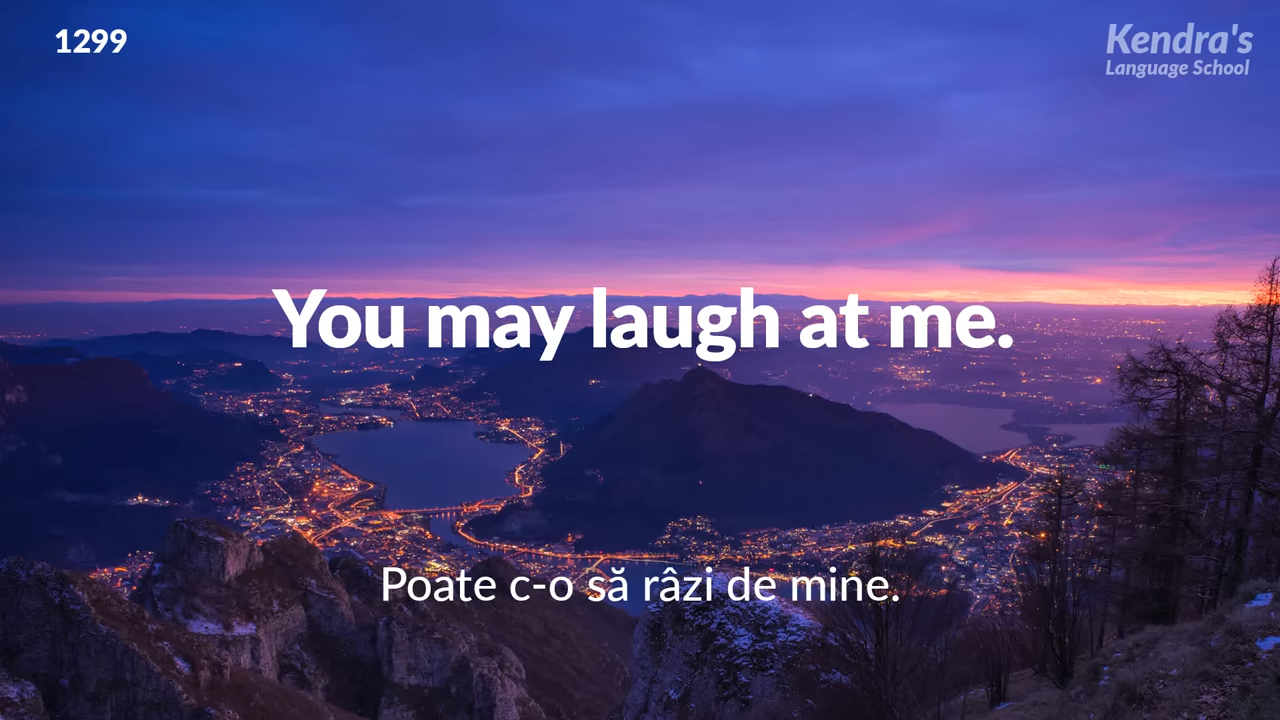 1299
Kendra's
Language School
You may laugh at me.
Poate c-o să râzi de mine.